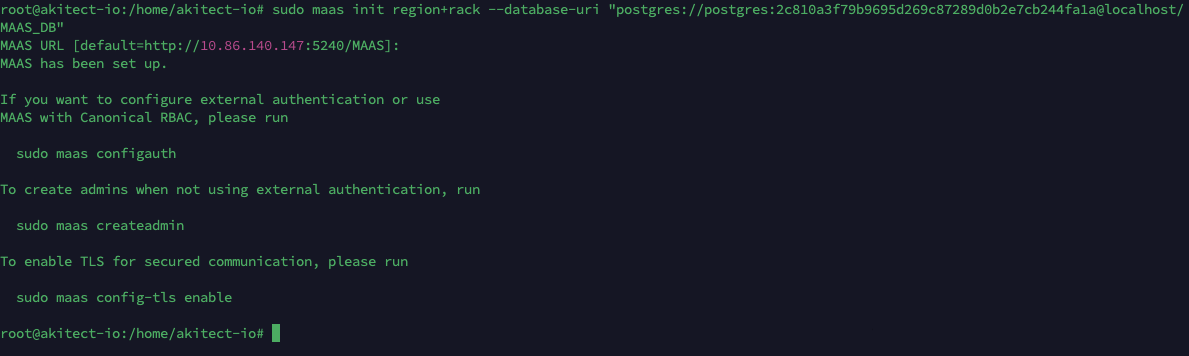 root@akitect-io:/home/akitect-io# sudo maas init region+rack --database-uri "postgres://postgres:2c810a3f79b9695d269c87289d0b2e7cb244fa1a@localhost/
MAAS_DB"
MAAS URL [default=http://10.86.140.147:5240/MAAS]:
MAAS has been set up.
If you want to configure external authentication or use
MAAS with Canonical RBAC, please run
sudo maas configauth
To create admins when not using external authentication, run
sudo maas createadmin
To enable TLS for secured communication, please run
sudo maas config-tls enable
root@akitect-io:/home/akitect-io#